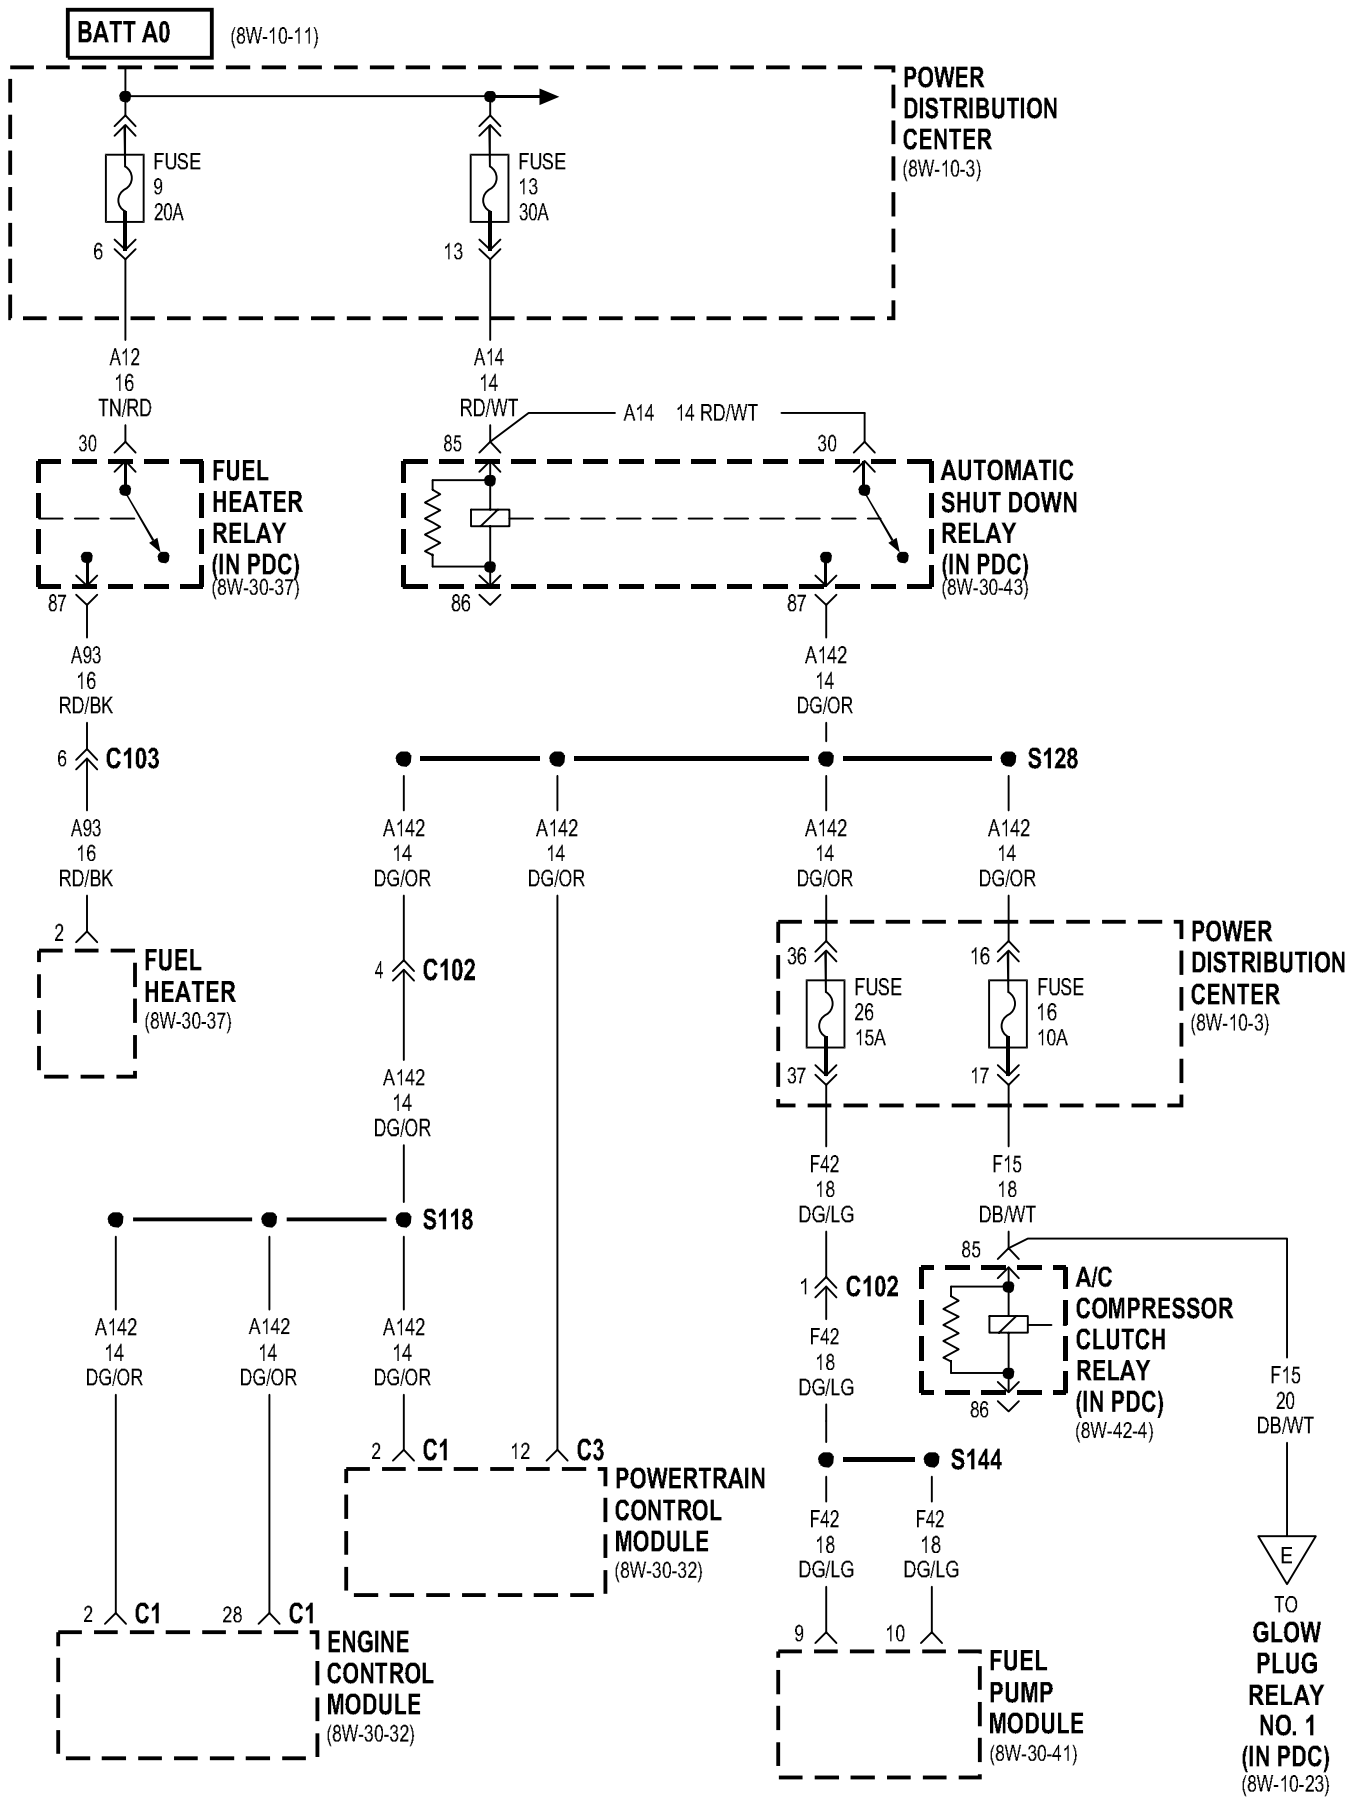 BATT A0
(8W-10-11)
POWER
DISTRIBUTION
CENTER
(8W-10-3)
FUSE
9
20A
6
FUSE
13
30A
13
A12
16
TN/RD
A14
14
RD/WT
A14 14 RD/WT
30
FUEL
HEATER
RELAY
(IN PDC)
(8W-30-37)
87
85
30
AUTOMATIC
SHUT DOWN
RELAY
(IN PDC)
(8W-30-43)
86
87
A93
16
RD/BK
6
C103
A93
16
RD/BK
2
FUEL
HEATER
(8W-30-37)
A142
14
DG/OR
S128
A142
14
DG/OR
A142
14
DG/OR
A142
14
DG/OR
A142
14
DG/OR
4
C102
A142
14
DG/OR
S118
POWER
DISTRIBUTION
CENTER
(8W-10-3)
36
FUSE
26
15A
37
16
FUSE
16
10A
17
F42
18
DG/LG
F15
18
DB/WT
1
C102
F42
18
DG/LG
85
A/C
COMPRESSOR
CLUTCH
RELAY
(IN PDC)
(8W-42-4)
86
A142
14
DG/OR
A142
14
DG/OR
A142
14
DG/OR
2
C1
12
C3
POWERTRAIN
CONTROL
MODULE
(8W-30-32)
2
C1
28
C1
ENGINE
CONTROL
MODULE
(8W-30-32)
S144
F42
18
DG/LG
F42
18
DG/LG
9
10
FUEL
PUMP
MODULE
(8W-30-41)
F15
20
DB/WT
E
TO
GLOW
PLUG
RELAY
NO. 1
(IN PDC)
(8W-10-23)